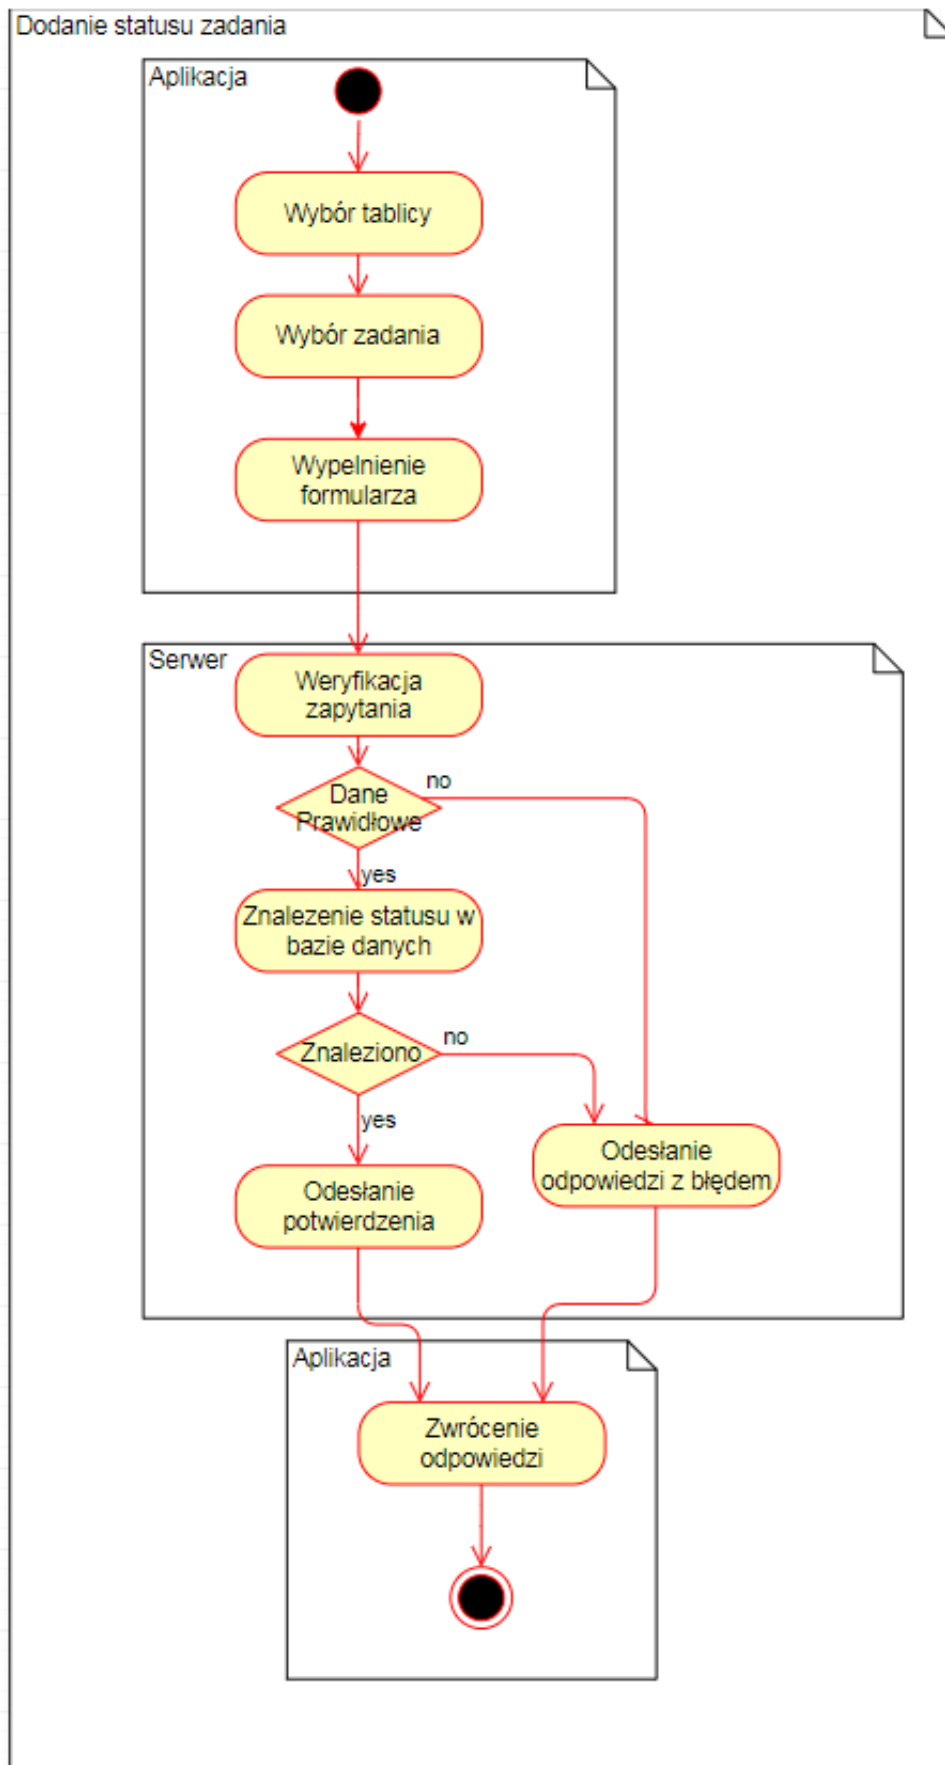 Dodanie statusu zadania
Aplikacja
Wybór tablicy
Wybór zadania
Wypelnienie
formularza
Serwer
Weryfikacja
zapytania
no
Dane
Prawidłowe
yes
Znalezenie statusu w
bazie danych
no
Znaleziono
yes
Odesłanie
odpowiedzi z błędem
Odesłanie
potwierdzenia
Aplikacja
Zwrócenie
odpowiedzi